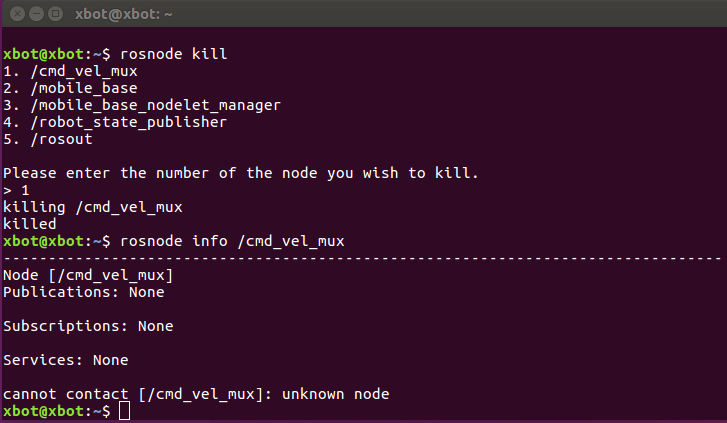 xbot@xbot: ~
xbot@xbot:~$ rosnode kill
1. /cmd_vel_mux
2. /mobile_base
3. /mobile_base_nodelet_manager
4. /robot_state_publisher
5. /rosout
Please enter the number of the node you wish to kill.
> 1
killing /cmd_vel_mux
killed
xbot@xbot:~$ rosnode info /cmd_vel_mux
--------------------------------------------------------------------------------
Node [/cmd_vel_mux]
Publications: None
Subscriptions: None
Services: None
cannot contact [/cmd_vel_mux]: unknown node
xbot@xbot:~$